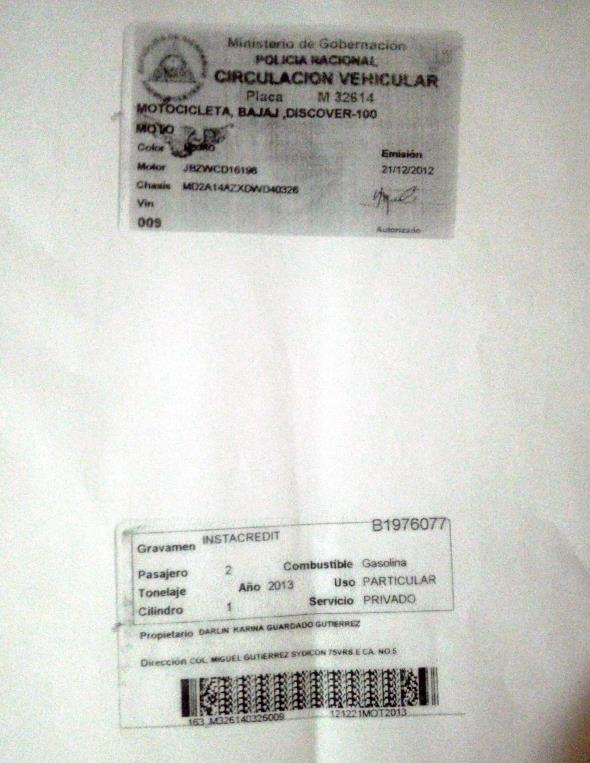 Ministerio de Gobernación
POLICIA NACIONAL
CIRCULACION VEHICULAR
Placa M 32614
MOTOCICLETA, BAJAJ ,DISCOVER-100
MOTO
Color
Emisión
Motor JBZWCD16196 21/12/2012
Chasis MD2A14AZXDWD40326
Vin
009
Autorizado
B1976077
Gravamen INSTACREDIT
Pasajero 2 Combustible Gasolina
Tonelaje Año 2013 Uso PARTICULAR
Cilindro 1 Servicio PRIVADO
Propietario DARLIN KARINA GUARDADO GUTIERREZ
Dirección COL. MIGUEL GUTIERREZ SYDICON 75VRS E CA. NO.5
163_M326140326009 121221MOT2013